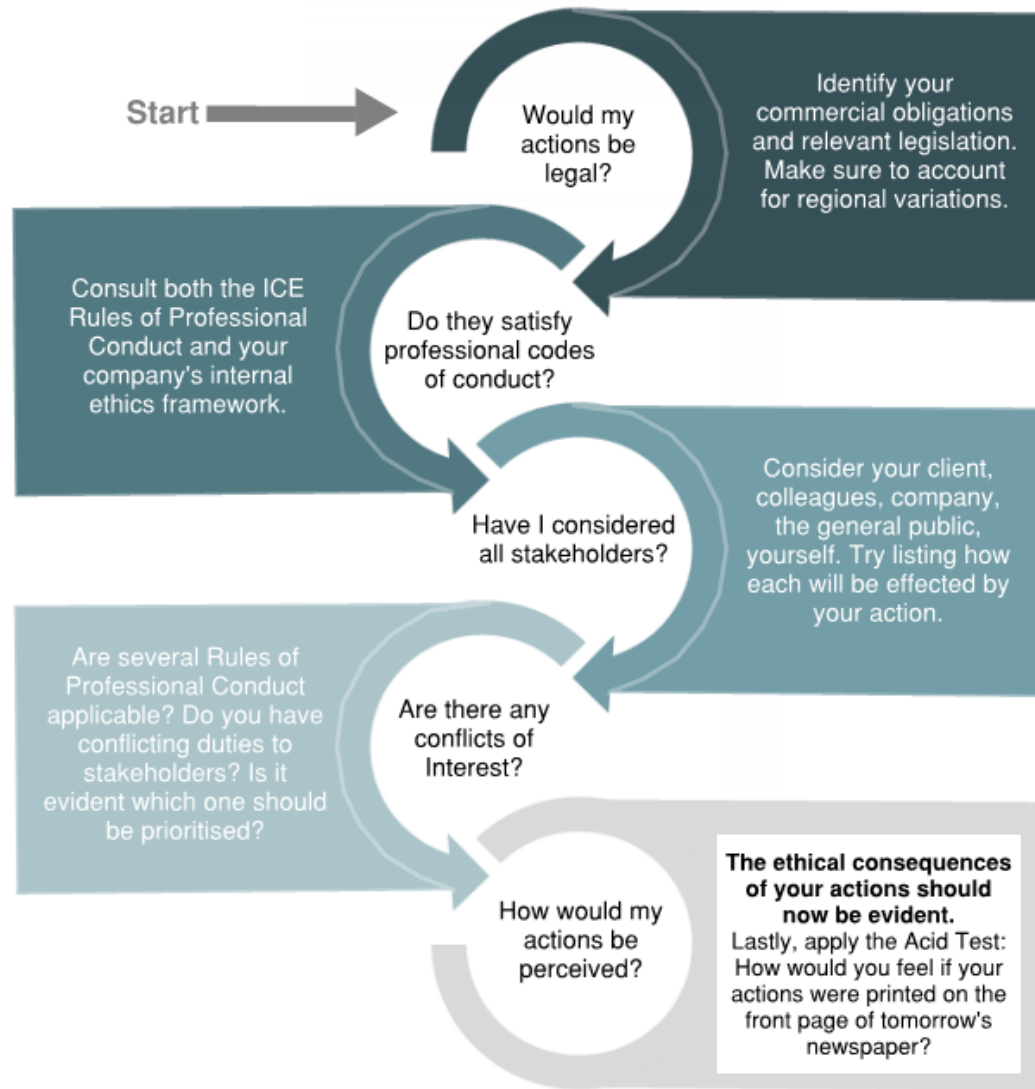 Start
Would my
actions be
legal?
Identify your
commercial obligations
and relevant legislation.
Make sure to account
for regional variations.
Consult both the ICE
Rules of Professional
Conduct and your
company's internal
ethics framework.
Do they satisfy
professional codes
of conduct?
Have I considered
all stakeholders?
Consider your client,
colleagues, company,
the general public,
yourself. Try listing how
each will be effected by
your action.
Are several Rules of
Professional Conduct
applicable? Do you have
conflicting duties to
stakeholders? Is it
evident which one should
be prioritised?
Are there any
conflicts of
Interest?
How would my
actions be
perceived?
The ethical consequences
of your actions should
now be evident.
Lastly, apply the Acid Test:
How would you feel if your
actions were printed on the
front page of tomorrow's
newspaper?